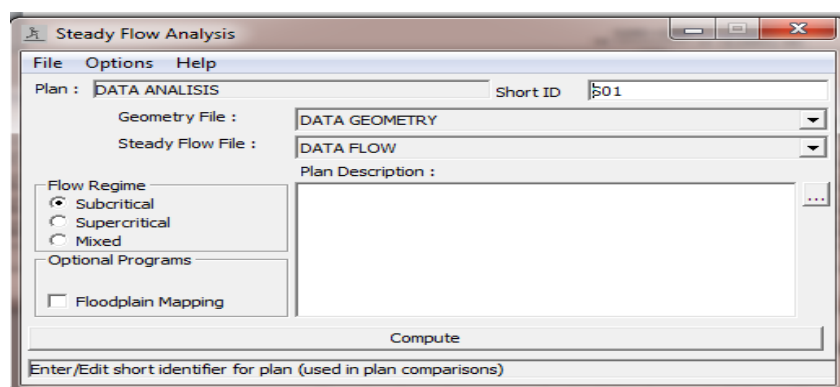 Steady Flow Analysis
File Options Help
Plan : DATA ANALISIS Short ID S01
Geometry File : DATA GEOMETRY
Steady Flow File : DATA FLOW
Plan Description :
Flow Regime
Subcritical
Supercritical
Mixed
Optional Programs
Floodplain Mapping
...
Compute
Enter/Edit short identifier for plan (used in plan comparisons)